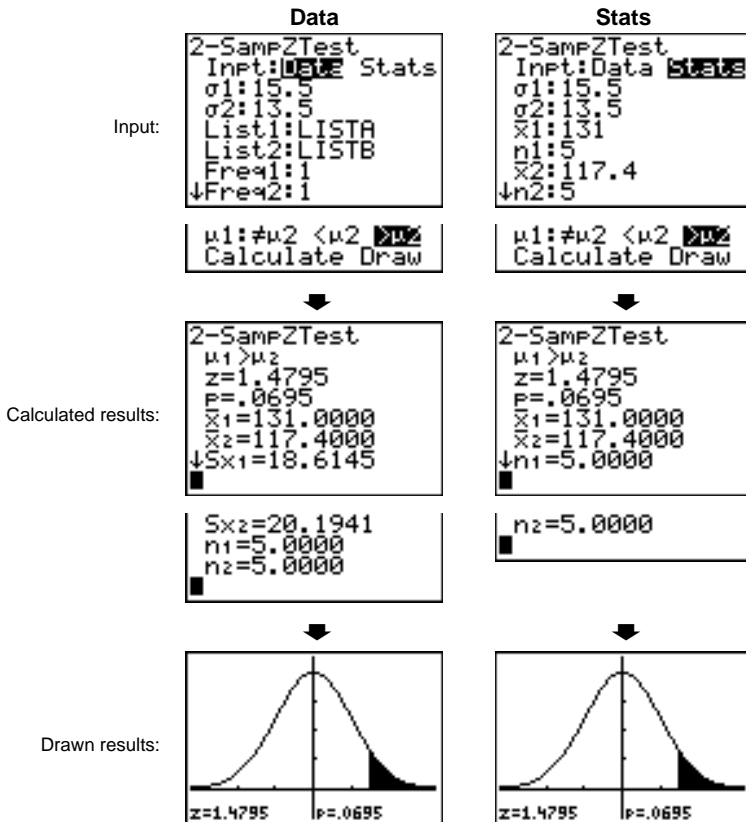 Data
Stats
Input:
2-SampZTest
Inpt:Data Stats
σ1:15.5
σ2:13.5
List1:LISTA
List2:LISTB
Freq1:1
↓Freq2:1
μ1:≠μ2 <μ2 >μ2
Calculate Draw
2-SampZTest
Inpt:Data Stats
σ1:15.5
σ2:13.5
x̄1:131
n1:5
x̄2:117.4
↓n2:5
μ1:≠μ2 <μ2 >μ2
Calculate Draw
Calculated results:
2-SampZTest
μ1>μ2
z=1.4795
p=.0695
x̄1=131.0000
x̄2=117.4000
↓Sx1=18.6145
Sx2=20.1941
n1=5.0000
n2=5.0000
2-SampZTest
μ1>μ2
z=1.4795
p=.0695
x̄1=131.0000
x̄2=117.4000
↓n1=5.0000
n2=5.0000
Drawn results:
z=1.4795 p=.0695
z=1.4795 p=.0695